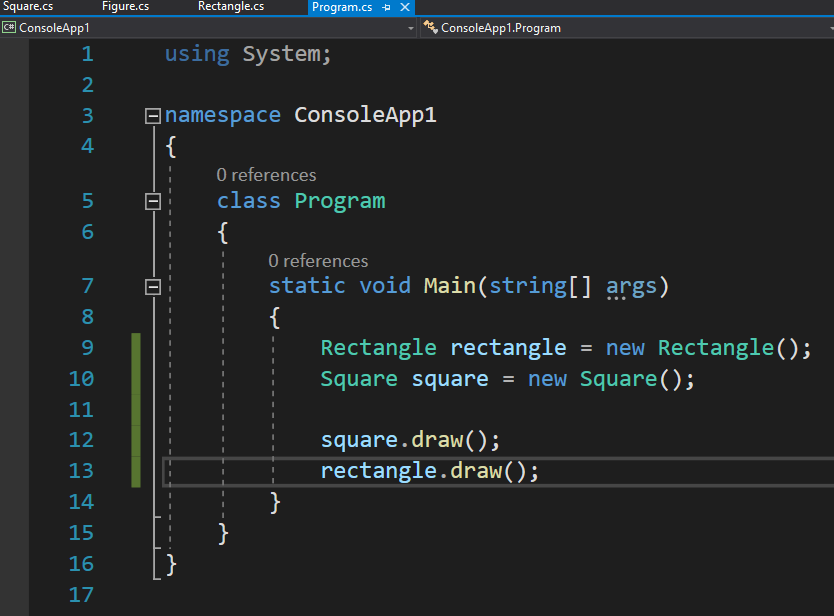 Square.cs Figure.cs Rectangle.cs Program.cs
C# ConsoleApp1 ConsoleApp1.Program
1 using System;
2
3 namespace ConsoleApp1
4 {
0 references
5 class Program
6 {
0 references
7 static void Main(string[] args)
8 {
9 Rectangle rectangle = new Rectangle();
10 Square square = new Square();
11
12 square.draw();
13 rectangle.draw();
14 }
15 }
16 }
17